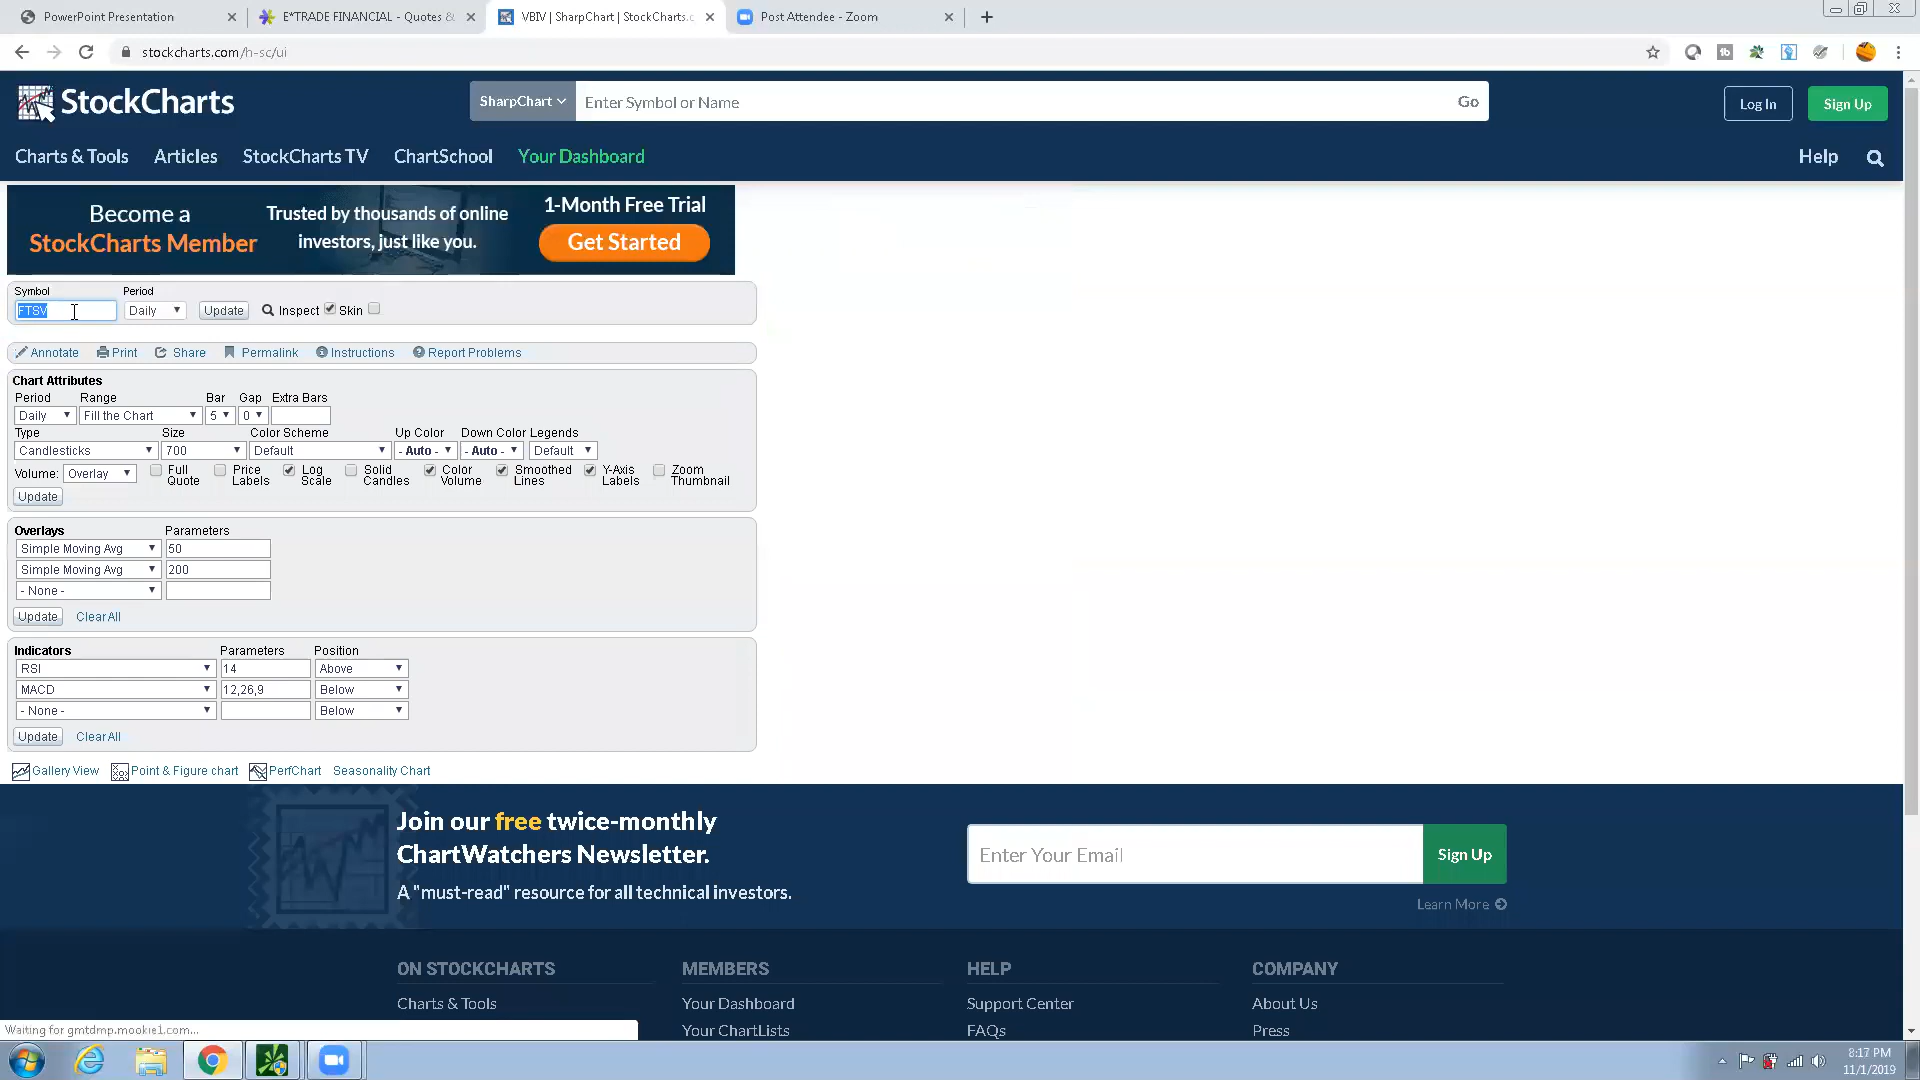 PowerPoint Presentation
E*TRADE FINANCIAL - Quotes &
VBIV | SharpChart | StockCharts.c
Post Attendee - Zoom
stockcharts.com/h-sc/ui
StockCharts
SharpChart
Enter Symbol or Name
Go
Log In
Sign Up
Charts & Tools
Articles
StockCharts TV
ChartSchool
Your Dashboard
Help
Become a
StockCharts Member
Trusted by thousands of online
investors, just like you.
1-Month Free Trial
Get Started
Symbol Period
FTSV Daily Update Inspect Skin
Annotate Print Share Permalink Instructions Report Problems
Chart Attributes
Period Range Bar Gap Extra Bars
Daily Fill the Chart 5 0
Type Size Color Scheme Up Color Down Color Legends
Candlesticks 700 Default - Auto - - Auto - Default
Volume: Overlay Full Quote Price Labels Log Scale Solid Candles Color Volume Smoothed Lines Y-Axis Labels Zoom Thumbnail
Update
Overlays Parameters
Simple Moving Avg 50
Simple Moving Avg 200
- None -
Update Clear All
Indicators Parameters Position
RSI 14 Above
MACD 12,26,9 Below
- None - Below
Update Clear All
Gallery View Point & Figure chart PerfChart Seasonality Chart
Join our free twice-monthly
ChartWatchers Newsletter.
A "must-read" resource for all technical investors.
Enter Your Email
Sign Up
Learn More
ON STOCKCHARTS MEMBERS HELP COMPANY
Charts & Tools Your Dashboard Support Center About Us
Your ChartLists FAQs Press
Waiting for gmtdmp.mookie1.com...
8:17 PM
11/1/2019